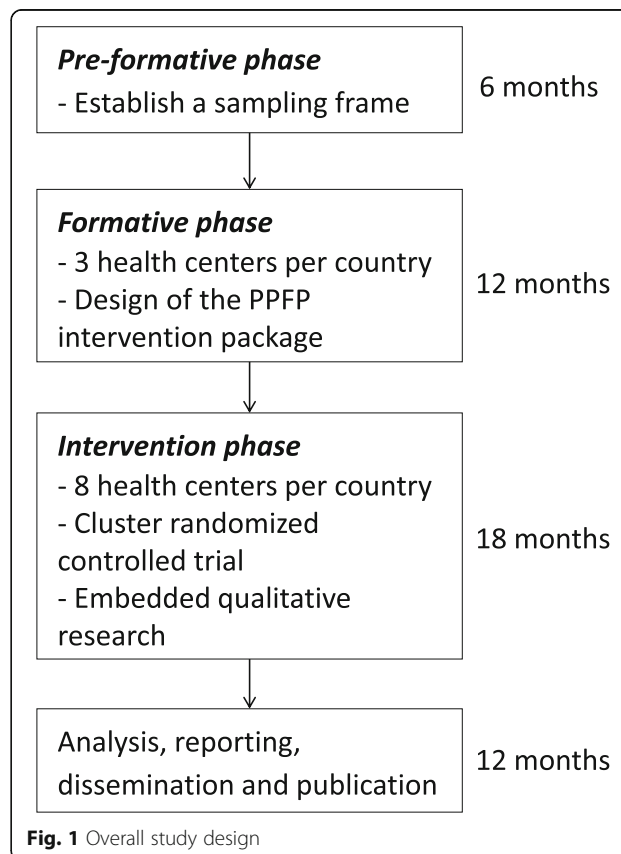 Pre-formative phase
- Establish a sampling frame
6 months
Formative phase
- 3 health centers per country
- Design of the PPFP
intervention package
12 months
Intervention phase
- 8 health centers per country
- Cluster randomized
controlled trial
- Embedded qualitative
research
18 months
Analysis, reporting,
dissemination and publication
12 months
Fig. 1 Overall study design